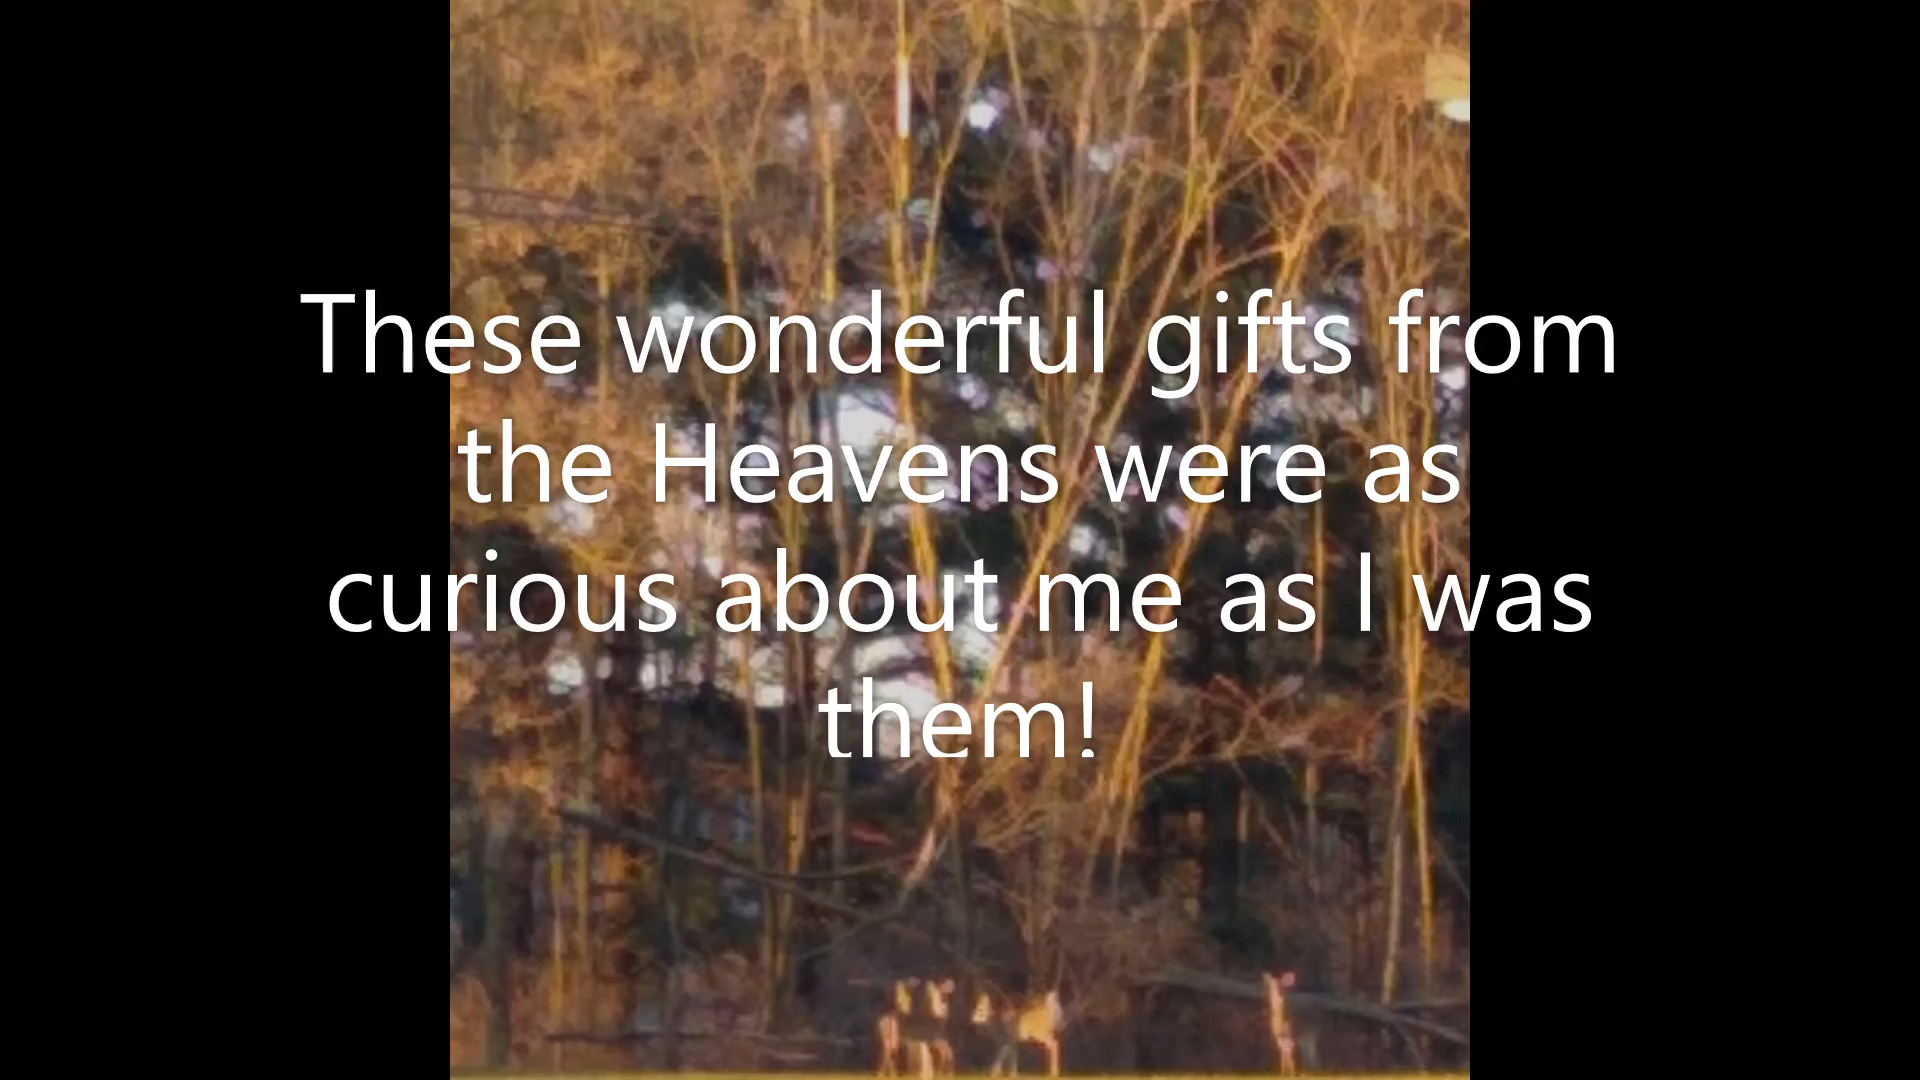 These wonderful gifts from
the Heavens were as
curious about me as I was
them!